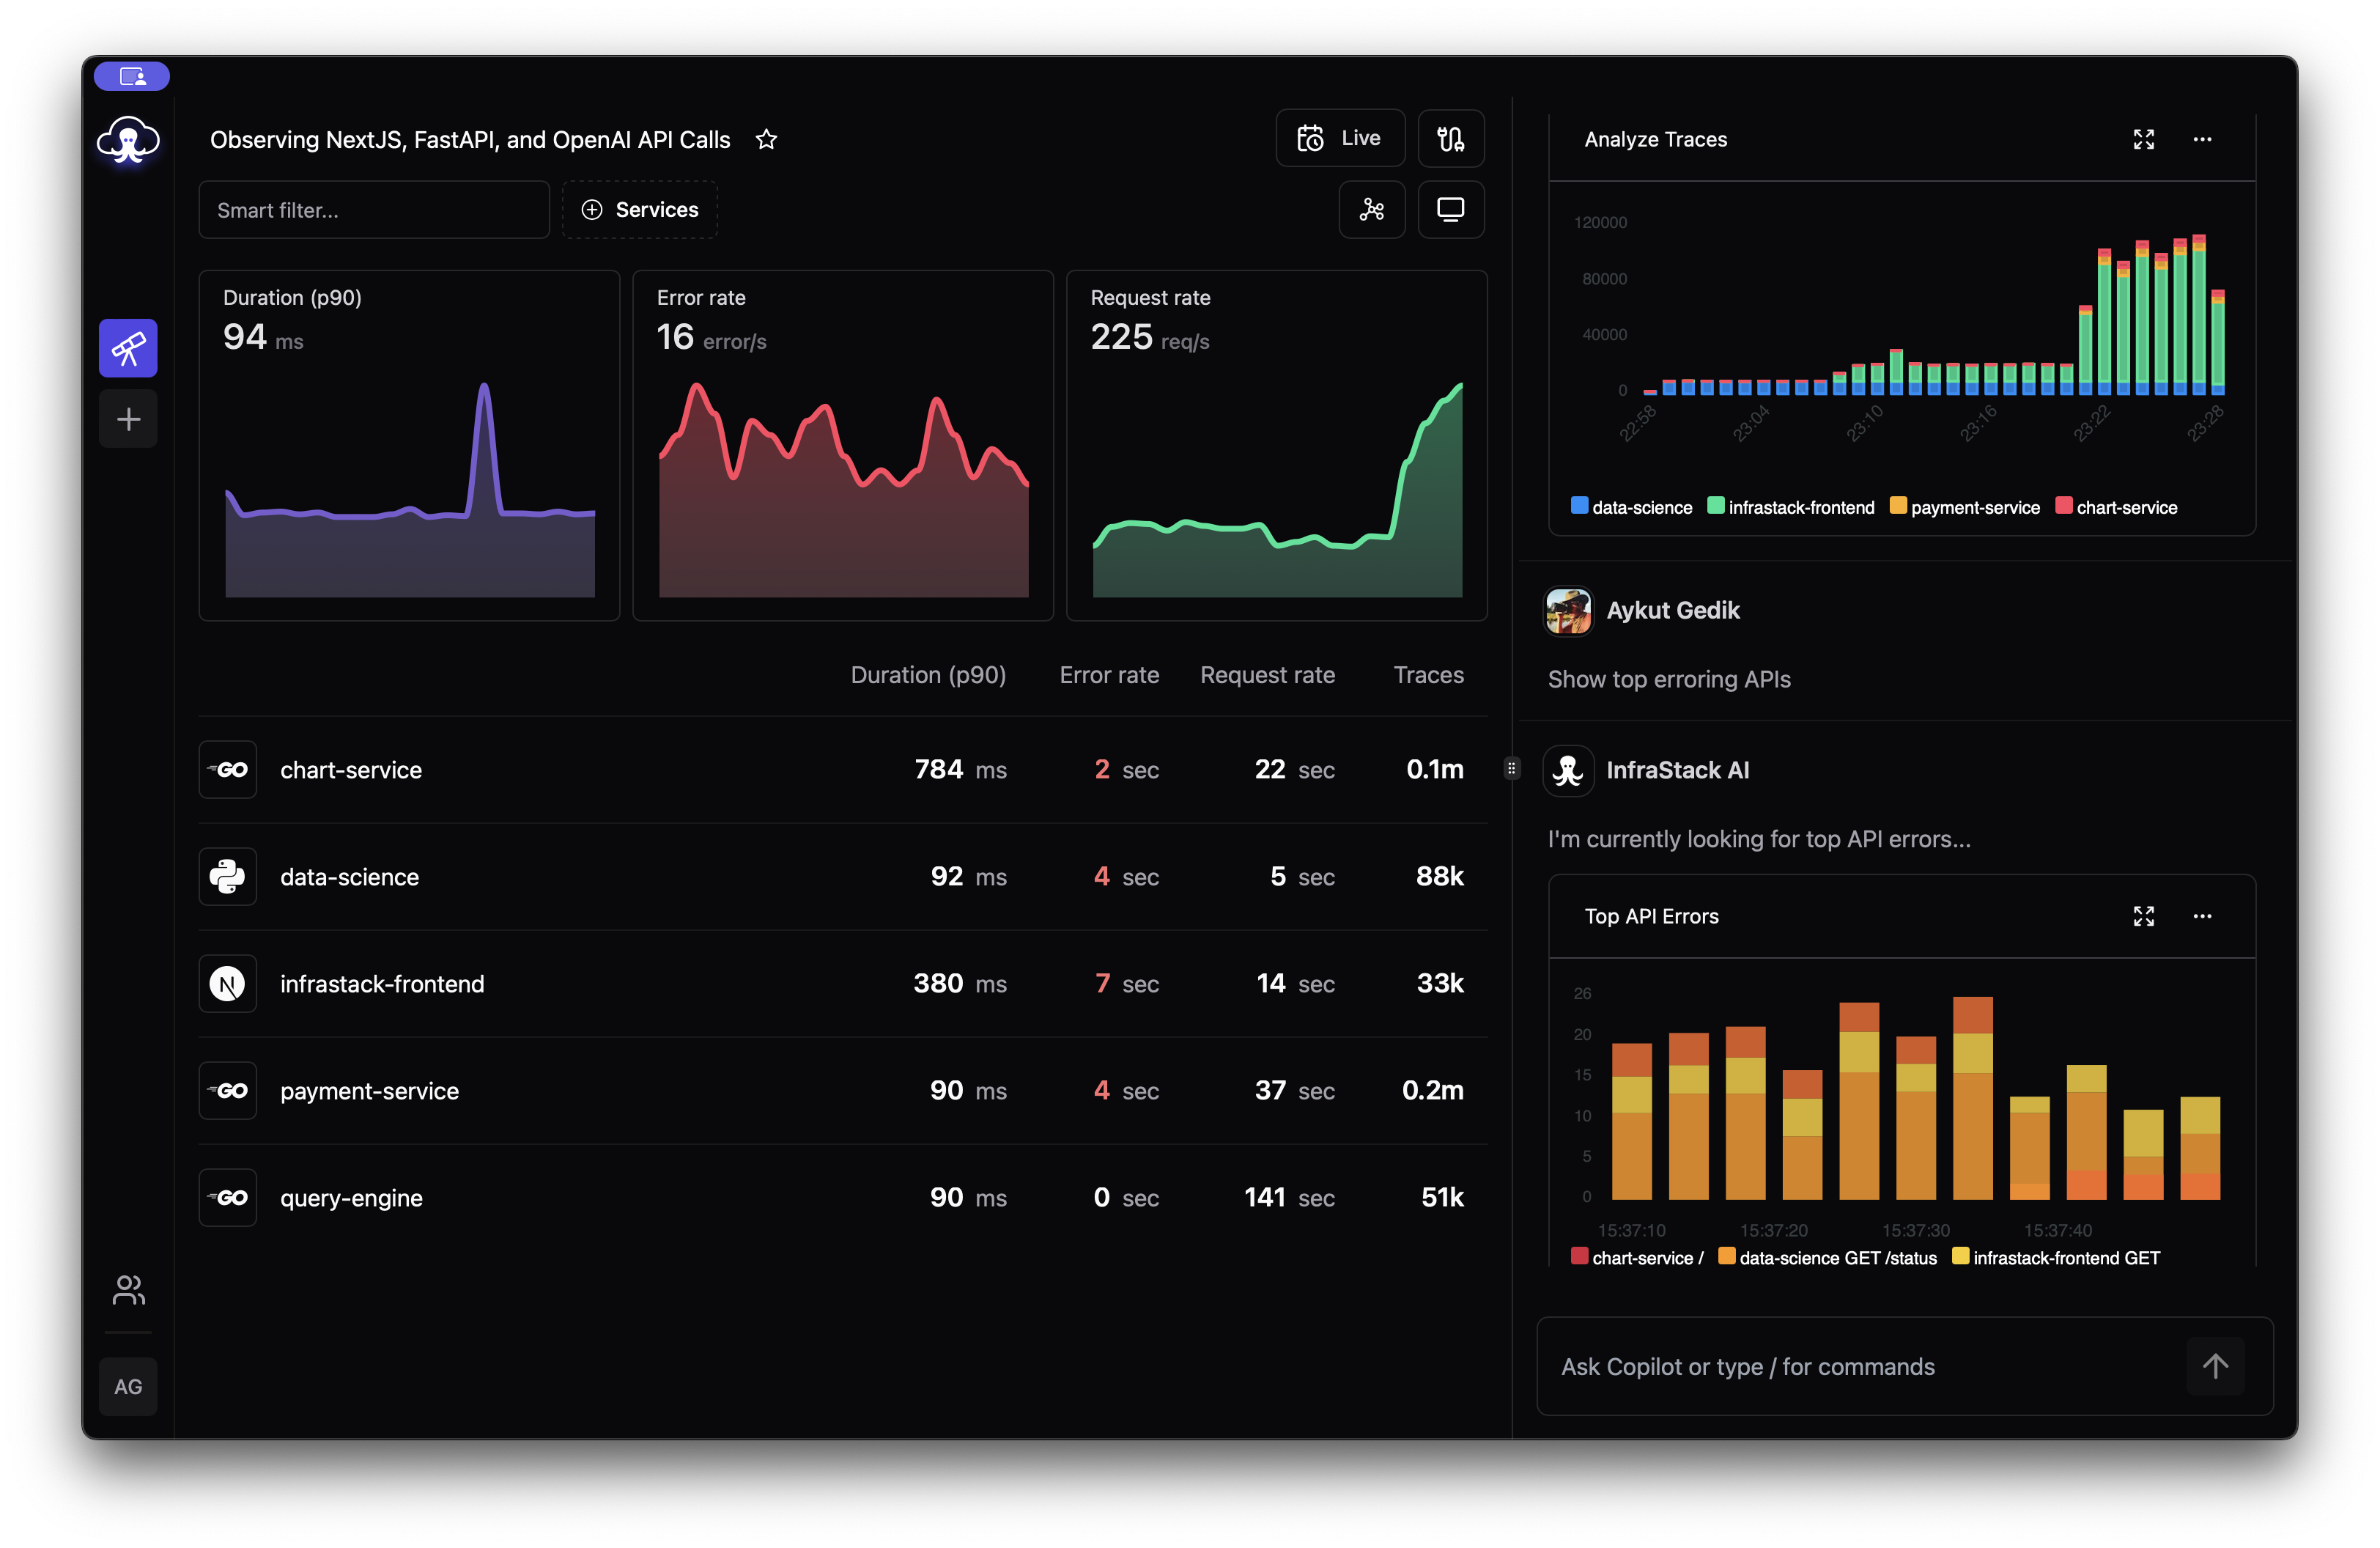 Observing NextJS, FastAPI, and OpenAI API Calls
Live
Smart filter...
Services
Duration (p90)
94 ms
Error rate
16 error/s
Request rate
225 req/s
Duration (p90) Error rate Request rate Traces
GO chart-service 784 ms 2 sec 22 sec 0.1m
data-science 92 ms 4 sec 5 sec 88k
N infrastack-frontend 380 ms 7 sec 14 sec 33k
GO payment-service 90 ms 4 sec 37 sec 0.2m
GO query-engine 90 ms 0 sec 141 sec 51k
AG
Analyze Traces
120000
80000
40000
0
22:58 23:04 23:10 23:16 23:22 23:28
data-science infrastack-frontend payment-service chart-service
Aykut Gedik
Show top erroring APIs
InfraStack AI
I'm currently looking for top API errors...
Top API Errors
26
20
15
10
5
0
15:37:10 15:37:20 15:37:30 15:37:40
chart-service / data-science GET /status infrastack-frontend GET
Ask Copilot or type / for commands